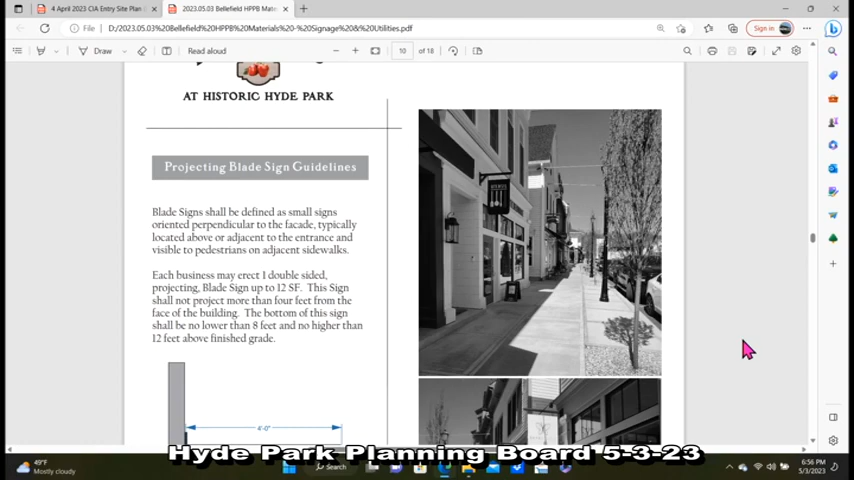 4 April 2023 CIA Entry Site Plan
2023.05.03 Bellefield HPPB Mate
File
D:/2023.05.03%20Bellefield%20HPPB%20Materials%20-%20Signage%20&%20Utilities.pdf
Sign in
Draw
Read aloud
10
of 18
AT HISTORIC HYDE PARK
Projecting Blade Sign Guidelines
Blade Signs shall be defined as small signs
oriented perpendicular to the facade, typically
located above or adjacent to the entrance and
visible to pedestrians on adjacent sidewalks.
Each business may erect 1 double sided,
projecting, Blade Sign up to 12 SF. This Sign
shall not project more than four feet from the
face of the building. The bottom of this sign
shall be no lower than 8 feet and no higher than
12 feet above finished grade.
4'-0"
Hyde Park Planning Board 5-3-23
49°F
Mostly cloudy
Search
6:56 PM
5/3/2023